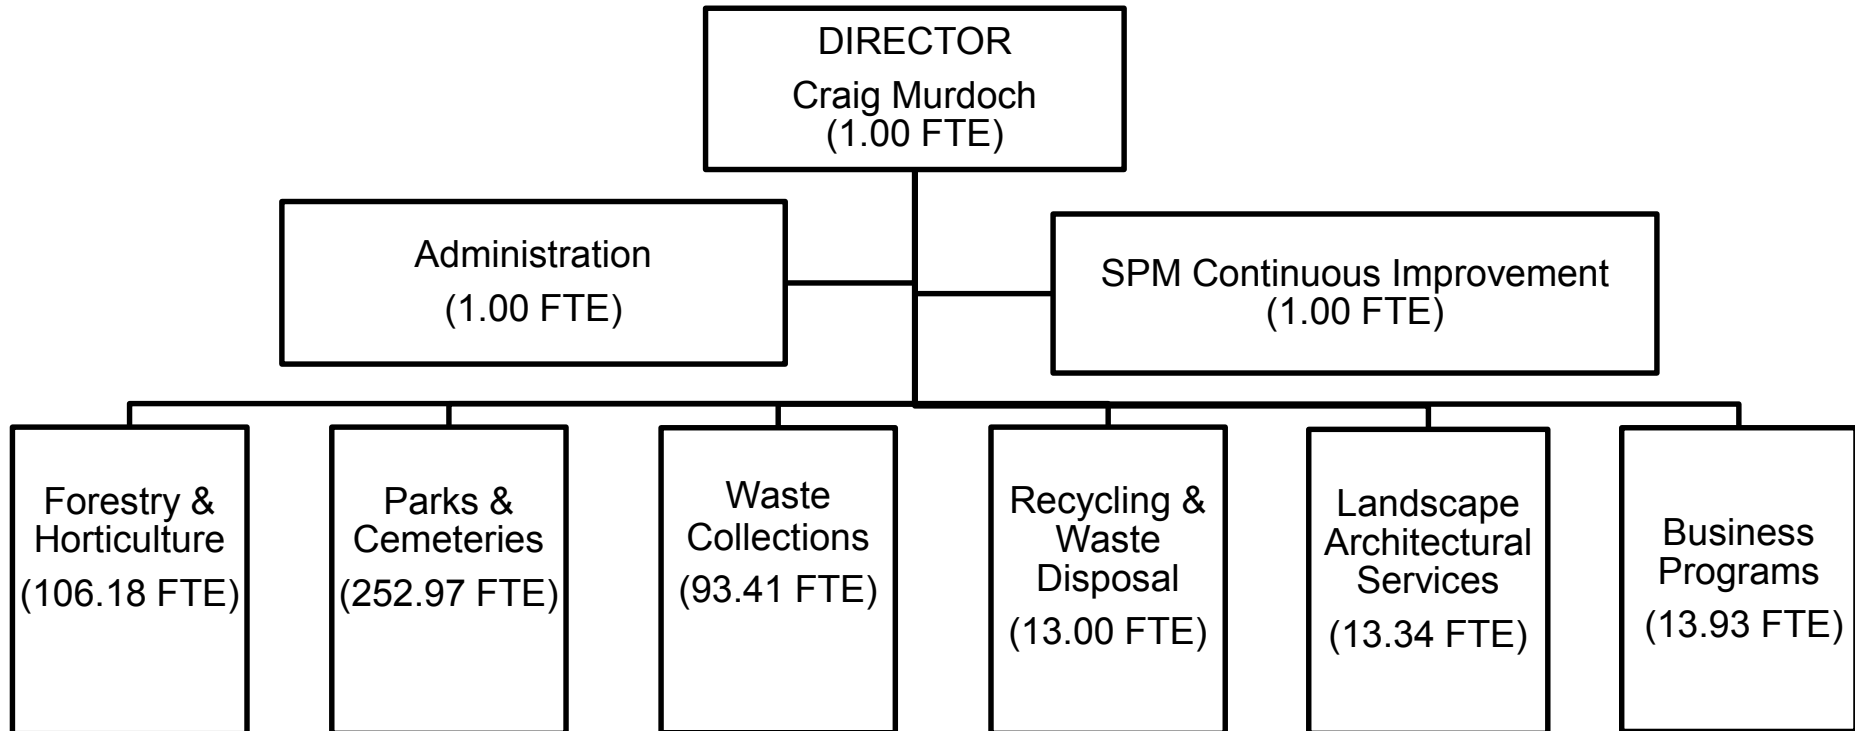 DIRECTOR
Craig Murdoch
(1.00 FTE)
Administration
(1.00 FTE)
SPM Continuous Improvement
(1.00 FTE)
Forestry &
Horticulture
(106.18 FTE)
Parks &
Cemeteries
(252.97 FTE)
Waste
Collections
(93.41 FTE)
Recycling &
Waste
Disposal
(13.00 FTE)
Landscape
Architectural
Services
(13.34 FTE)
Business
Programs
(13.93 FTE)